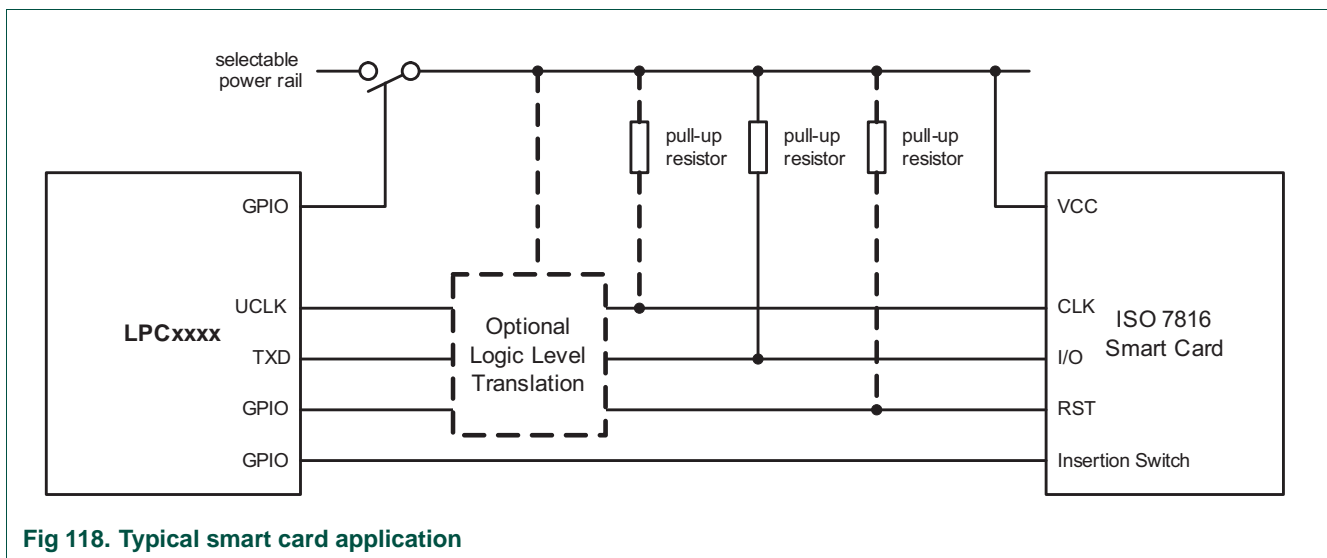 selectable
power rail
pull-up
resistor
pull-up
resistor
pull-up
resistor
GPIO
VCC
UCLK
CLK
LPCxxxx
Optional
Logic Level
Translation
ISO 7816
Smart Card
TXD
I/O
GPIO
RST
GPIO
Insertion Switch
Fig 118. Typical smart card application